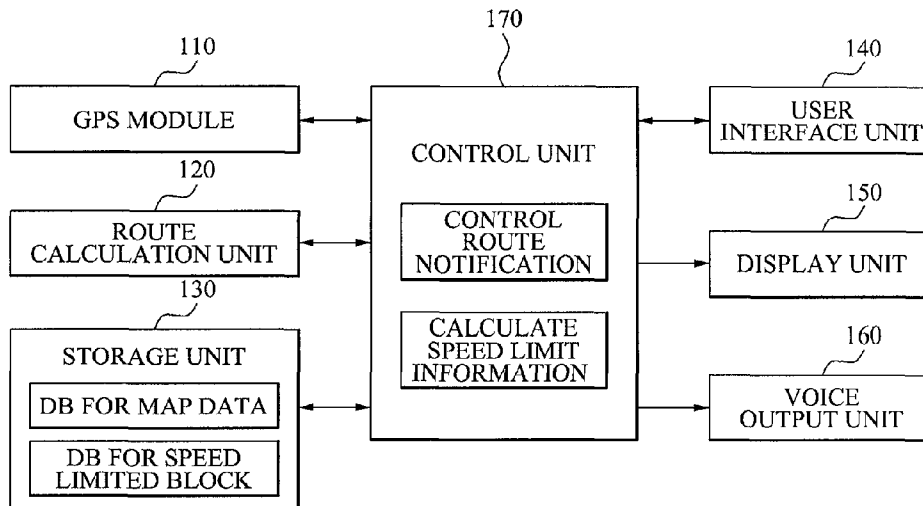 110
GPS MODULE
120
ROUTE
CALCULATION UNIT
130
STORAGE UNIT
DB FOR MAP DATA
DB FOR SPEED
LIMITED BLOCK
170
CONTROL UNIT
CONTROL
ROUTE
NOTIFICATION
CALCULATE
SPEED LIMIT
INFORMATION
140
USER
INTERFACE UNIT
150
DISPLAY UNIT
160
VOICE
OUTPUT UNIT